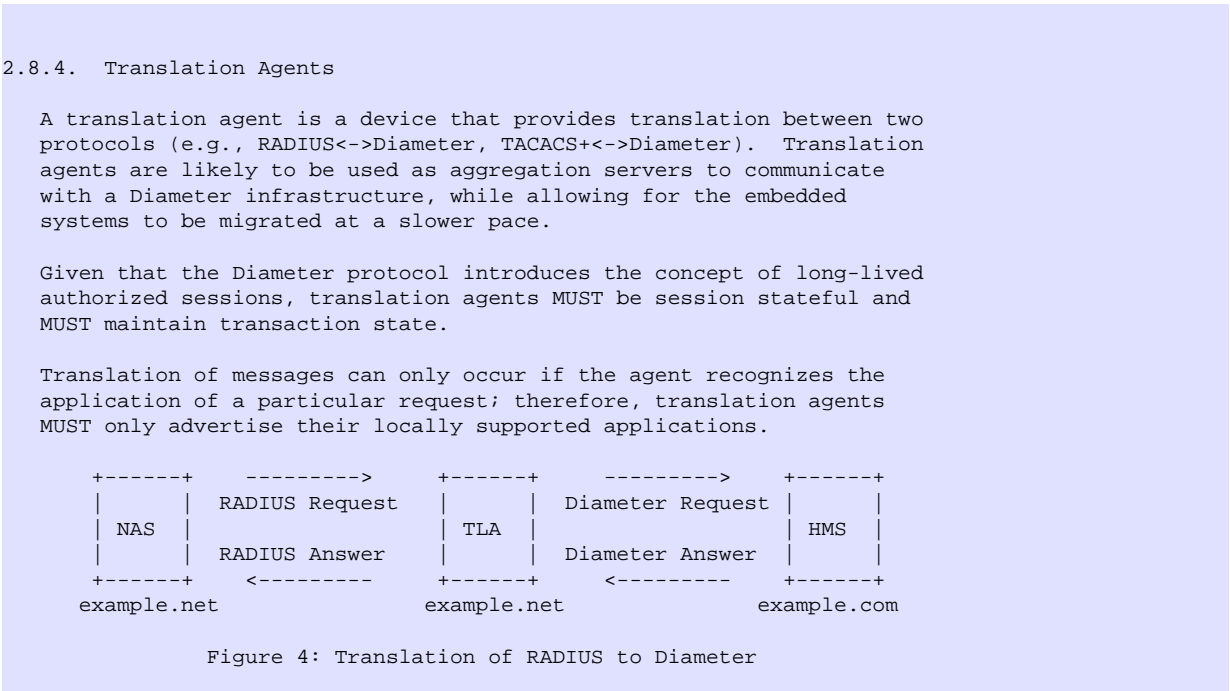 2.8.4.  Translation Agents

   A translation agent is a device that provides translation between two
   protocols (e.g., RADIUS<->Diameter, TACACS+<->Diameter).  Translation
   agents are likely to be used as aggregation servers to communicate
   with a Diameter infrastructure, while allowing for the embedded
   systems to be migrated at a slower pace.

   Given that the Diameter protocol introduces the concept of long-lived
   authorized sessions, translation agents MUST be session stateful and
   MUST maintain transaction state.

   Translation of messages can only occur if the agent recognizes the
   application of a particular request; therefore, translation agents
   MUST only advertise their locally supported applications.

       +------+    --------->     +------+     --------->    +------+
       |      |  RADIUS Request   |      |  Diameter Request |      |
       | NAS  |                   | TLA  |                   | HMS  |
       |      |  RADIUS Answer    |      |  Diameter Answer  |      |
       +------+    <---------     +------+     <---------    +------+
      example.net                example.net               example.com

                Figure 4: Translation of RADIUS to Diameter